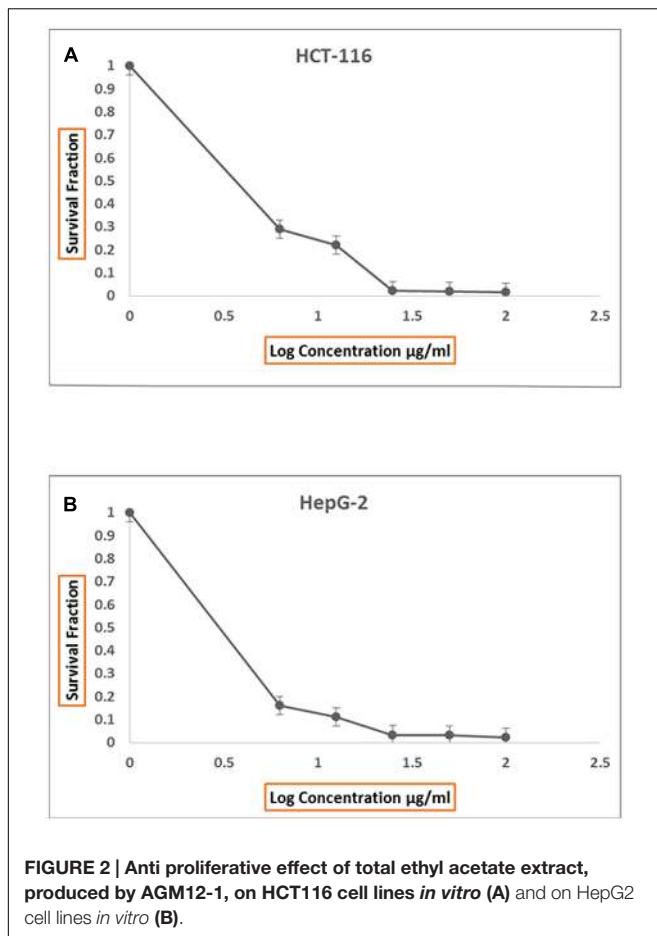 A
HCT-116
Survival Fraction
1
0.9
0.8
0.7
0.6
0.5
0.4
0.3
0.2
0.1
0
0 0.5 1 1.5 2 2.5
Log Concentration µg/ml
B
HepG-2
Survival Fraction
1
0.9
0.8
0.7
0.6
0.5
0.4
0.3
0.2
0.1
0
0 0.5 1 1.5 2 2.5
Log Concentration µg/ml
FIGURE 2 | Anti proliferative effect of total ethyl acetate extract,
produced by AGM12-1, on HCT116 cell lines in vitro (A) and on HepG2
cell lines in vitro (B).